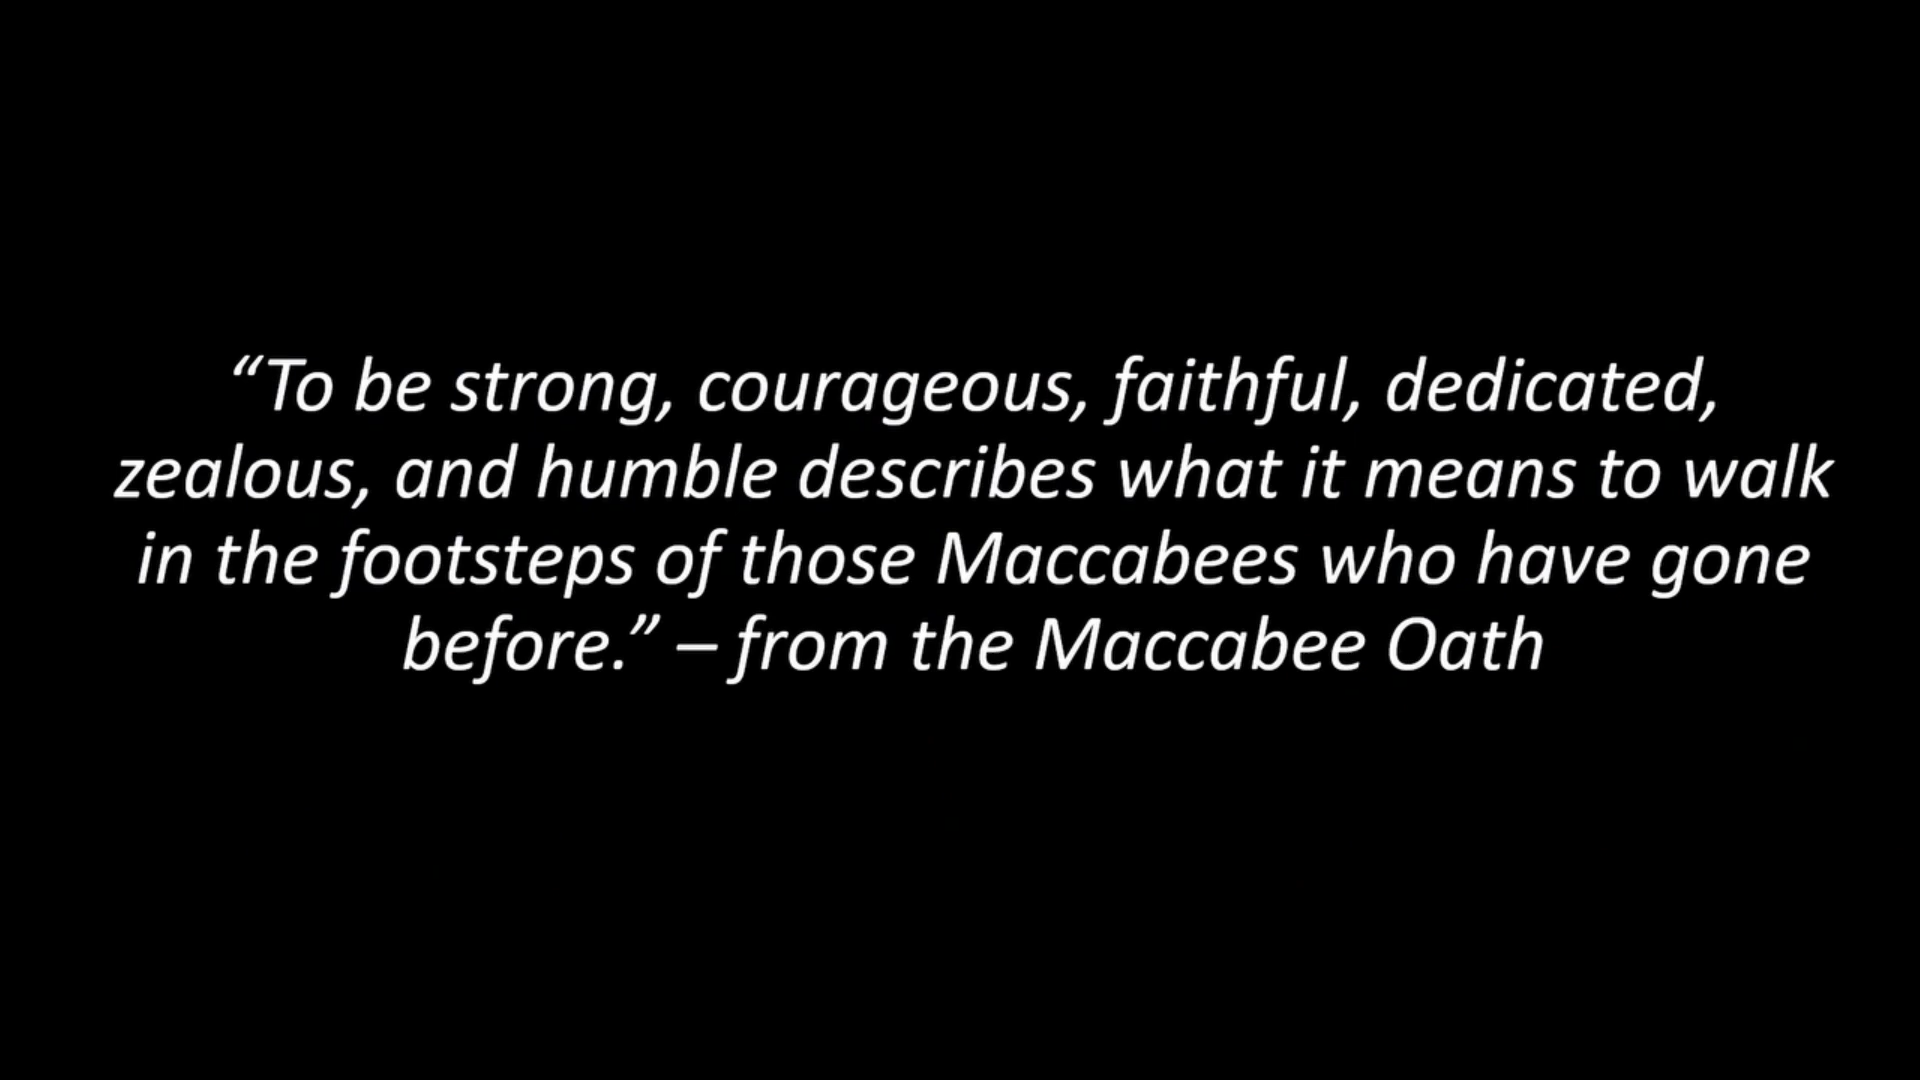 “To be strong, courageous, faithful, dedicated,
zealous, and humble describes what it means to walk
in the footsteps of those Maccabees who have gone
before.” – from the Maccabee Oath